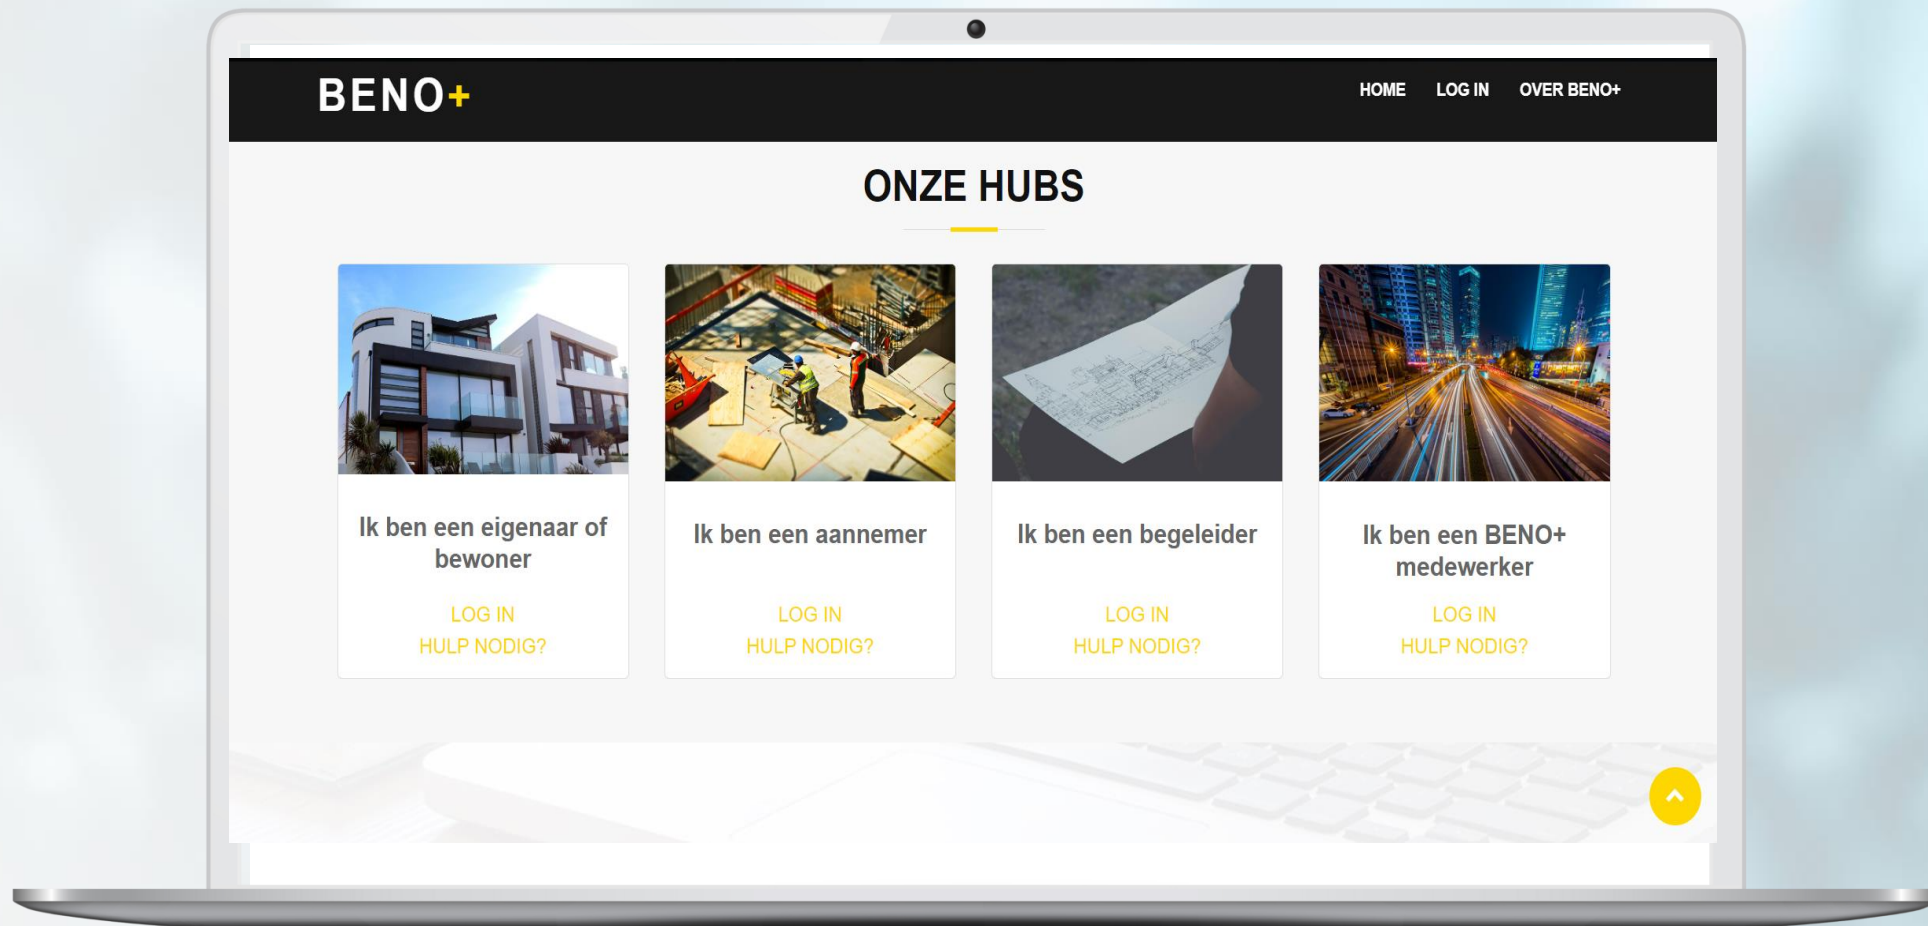 BENO+
HOME LOG IN OVER BENO+
ONZE HUBS
Ik ben een eigenaar of
bewoner
LOG IN
HULP NODIG?
Ik ben een aannemer
LOG IN
HULP NODIG?
Ik ben een begeleider
LOG IN
HULP NODIG?
Ik ben een BENO+
medewerker
LOG IN
HULP NODIG?